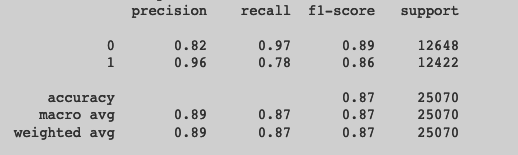 precision recall f1-score support
0 0.82 0.97 0.89 12648
1 0.96 0.78 0.86 12422
accuracy 0.87 25070
macro avg 0.89 0.87 0.87 25070
weighted avg 0.89 0.87 0.87 25070